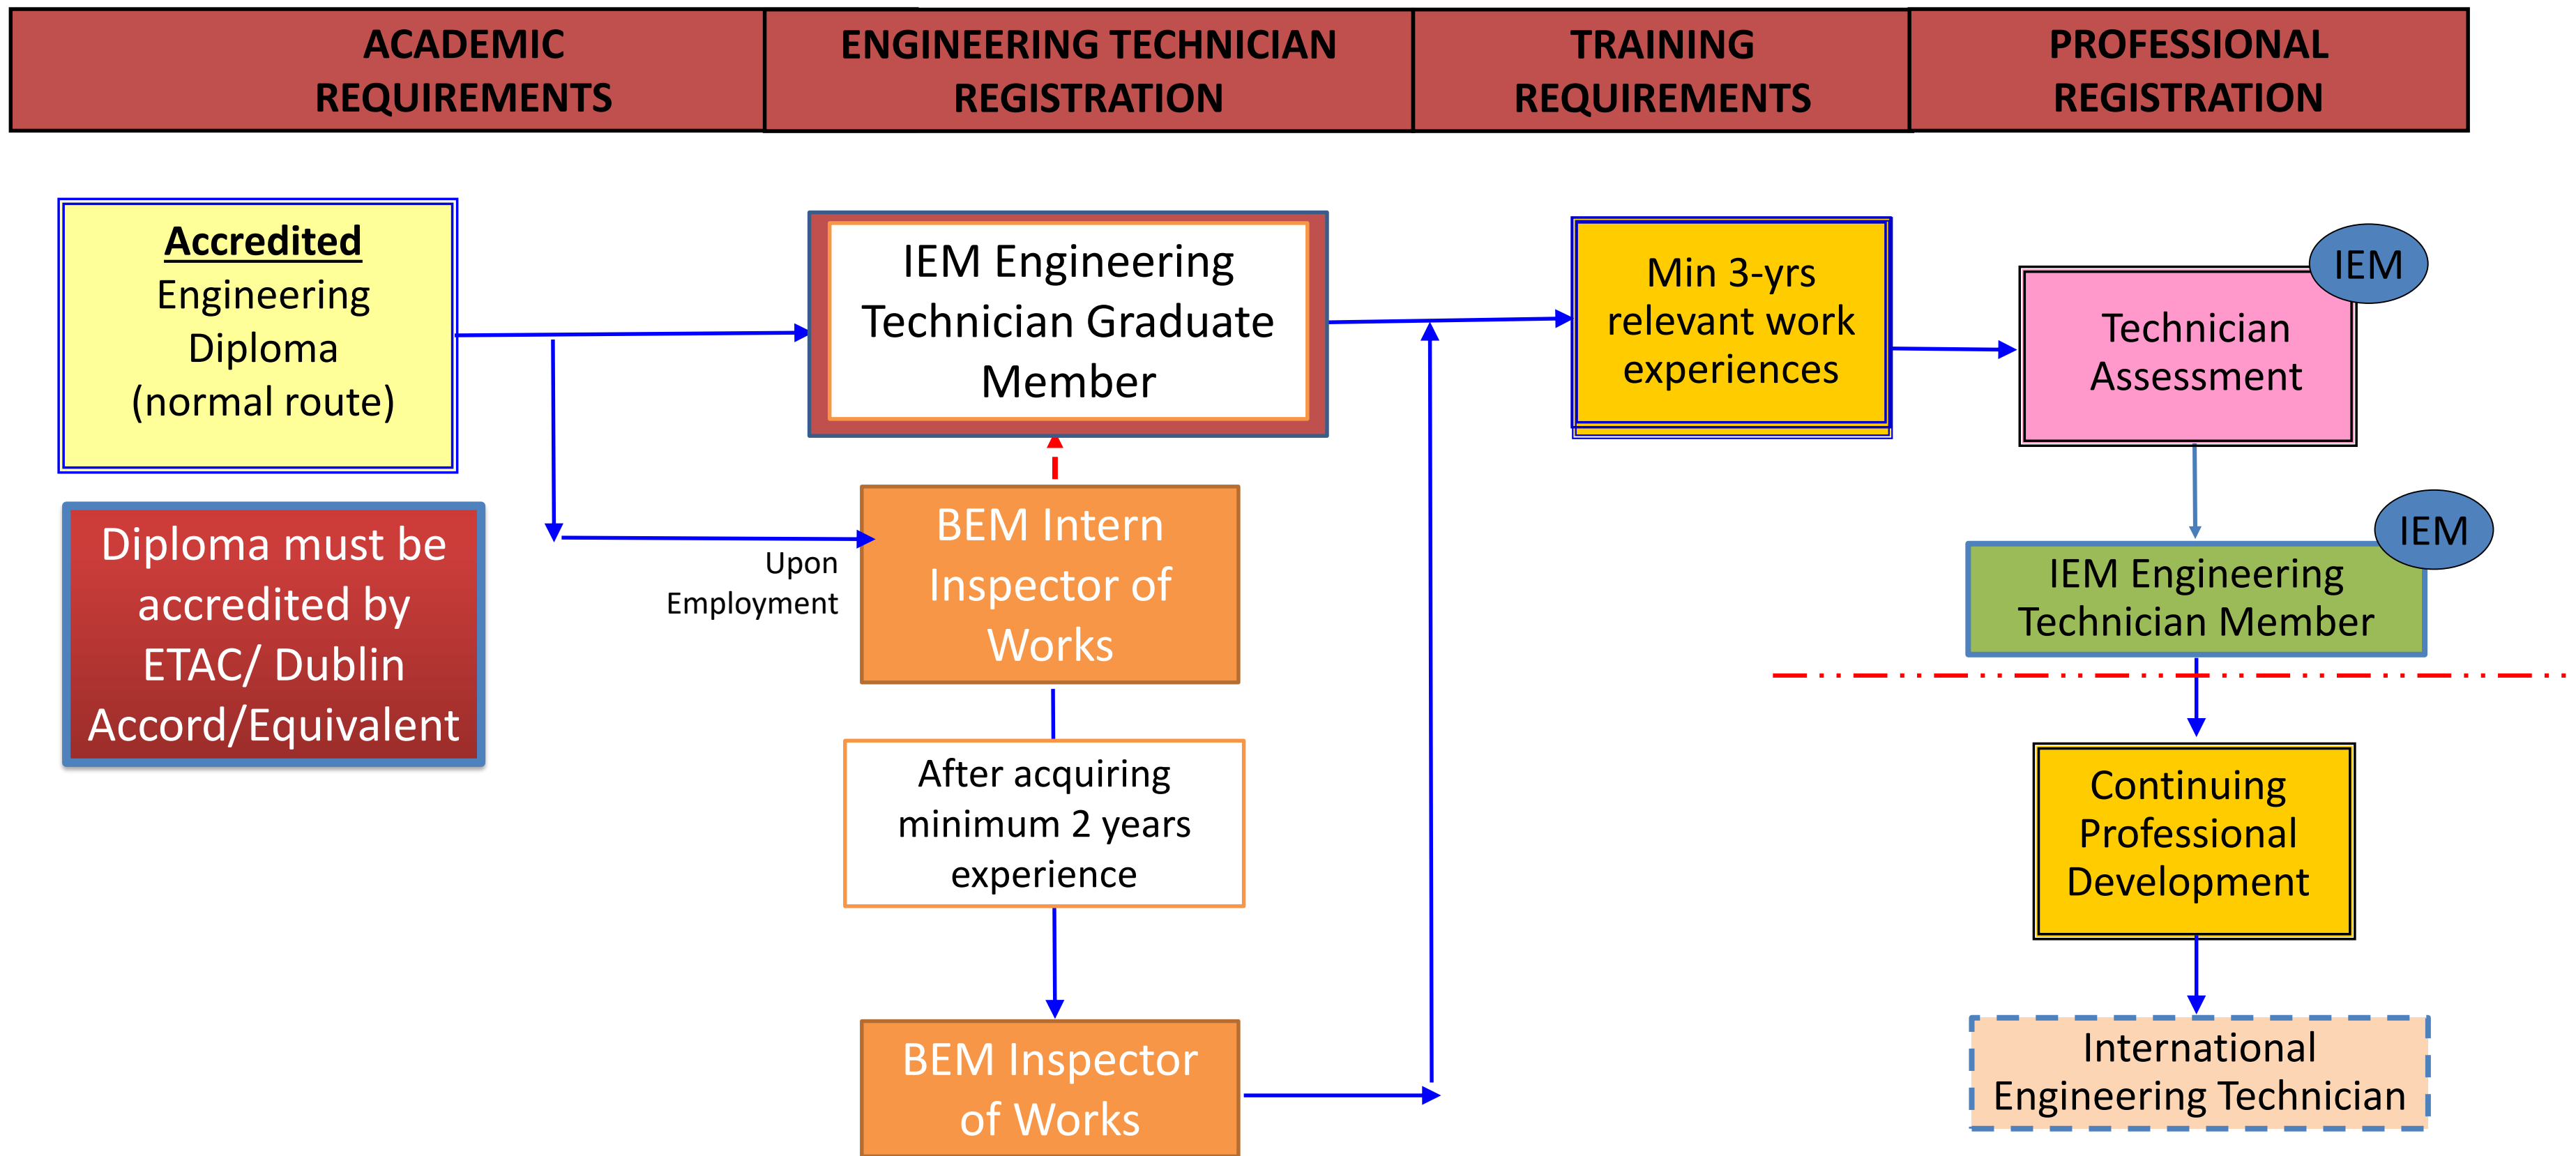 ACADEMIC
REQUIREMENTS
ENGINEERING TECHNICIAN
REGISTRATION
TRAINING
REQUIREMENTS
PROFESSIONAL
REGISTRATION
Accredited
Engineering
Diploma
(normal route)
Diploma must be
accredited by
ETAC/ Dublin
Accord/Equivalent
IEM Engineering
Technician Graduate
Member
Upon
Employment
BEM Intern
Inspector of
Works
After acquiring
minimum 2 years
experience
BEM Inspector
of Works
Min 3-yrs
relevant work
experiences
IEM
Technician
Assessment
IEM
IEM Engineering
Technician Member
Continuing
Professional
Development
International
Engineering Technician